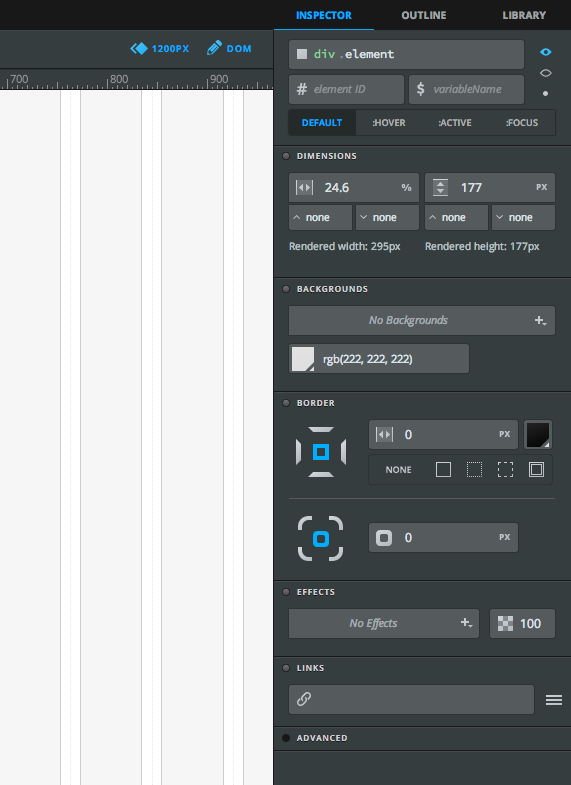 INSPECTOR OUTLINE LIBRARY
1200PX DOM
700 800 900
div .element
# element ID $ variableName
DEFAULT :HOVER :ACTIVE :FOCUS
DIMENSIONS
24.6 % 177 PX
none none none none
Rendered width: 295px Rendered height: 177px
BACKGROUNDS
No Backgrounds
rgb(222, 222, 222)
BORDER
0 PX
NONE
0 PX
EFFECTS
No Effects 100
LINKS
ADVANCED